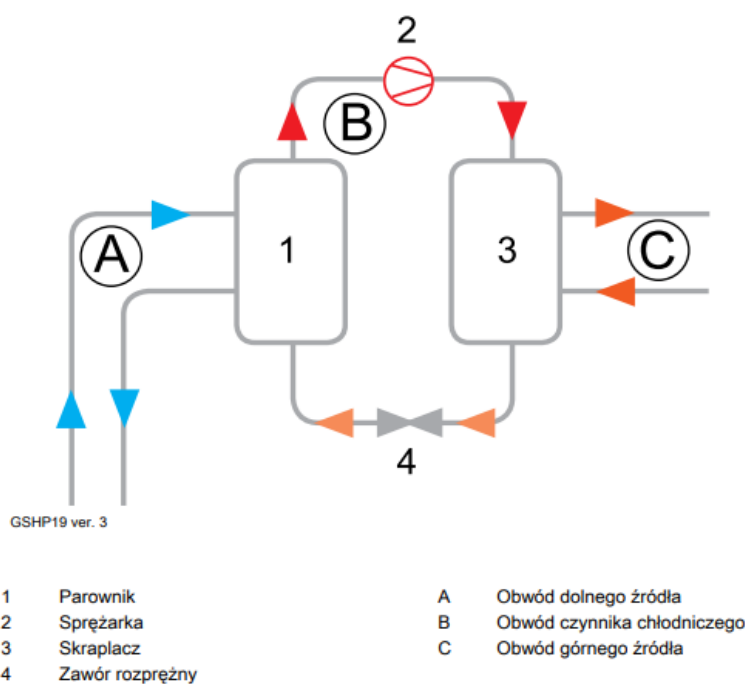 2
B
A
1
3
C
4
GSHP19 ver. 3
1 Parownik
2 Sprężarka
3 Skraplacz
4 Zawór rozprężny
A Obwód dolnego źródła
B Obwód czynnika chłodniczego
C Obwód górnego źródła